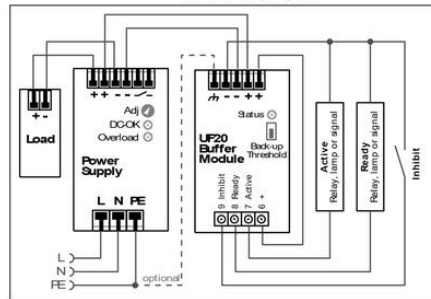 + + - -
- - + +
+ -
Load
Adj
DC-OK
Overload
Power
Supply
L N PE
Status
UF20
Buffer
Module
Back-up
Threshold
9 Inhibit
8 Ready
7 Active
6 +
Active
Relay, lamp or signal
Ready
Relay, lamp or signal
Inhibit
L
N
PE
optional